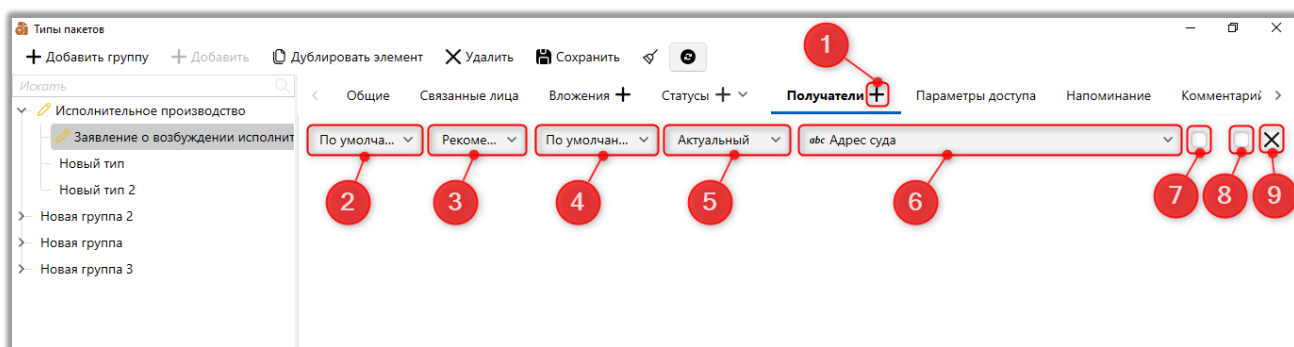 Типы пакетов
Добавить группу Добавить Дублировать элемент Удалить Сохранить
1
Искать
Общие Связанные лица Вложения Статусы Получатели Параметры доступа Напоминание Комментарий
Исполнительное производство
Заявление о возбуждении исполнит
По умолча... Рекоме... По умолчан... Актуальный abc Адрес суда
Новый тип
Новый тип 2
2 3 4 5 6 7 8 9
Новая группа 2
Новая группа
Новая группа 3